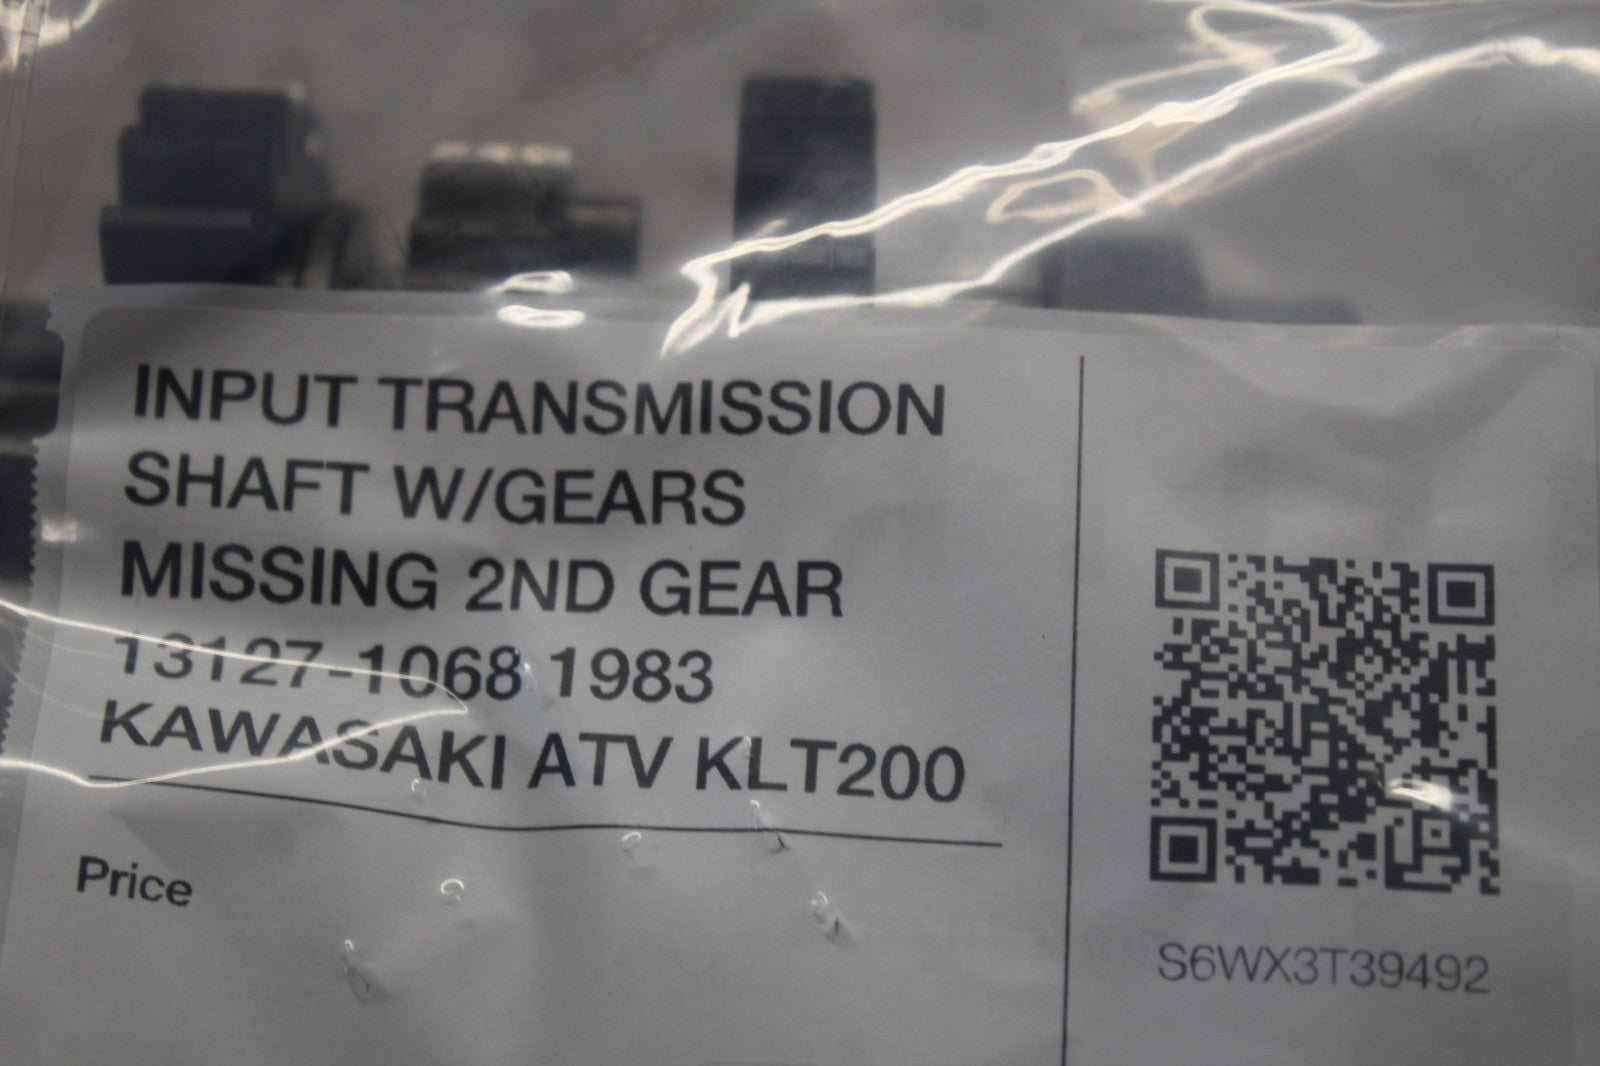 INPUT TRANSMISSION
SHAFT W/GEARS
MISSING 2ND GEAR
13127-1068 1983
KAWASAKI ATV KLT200
Price
S6WX3T39492